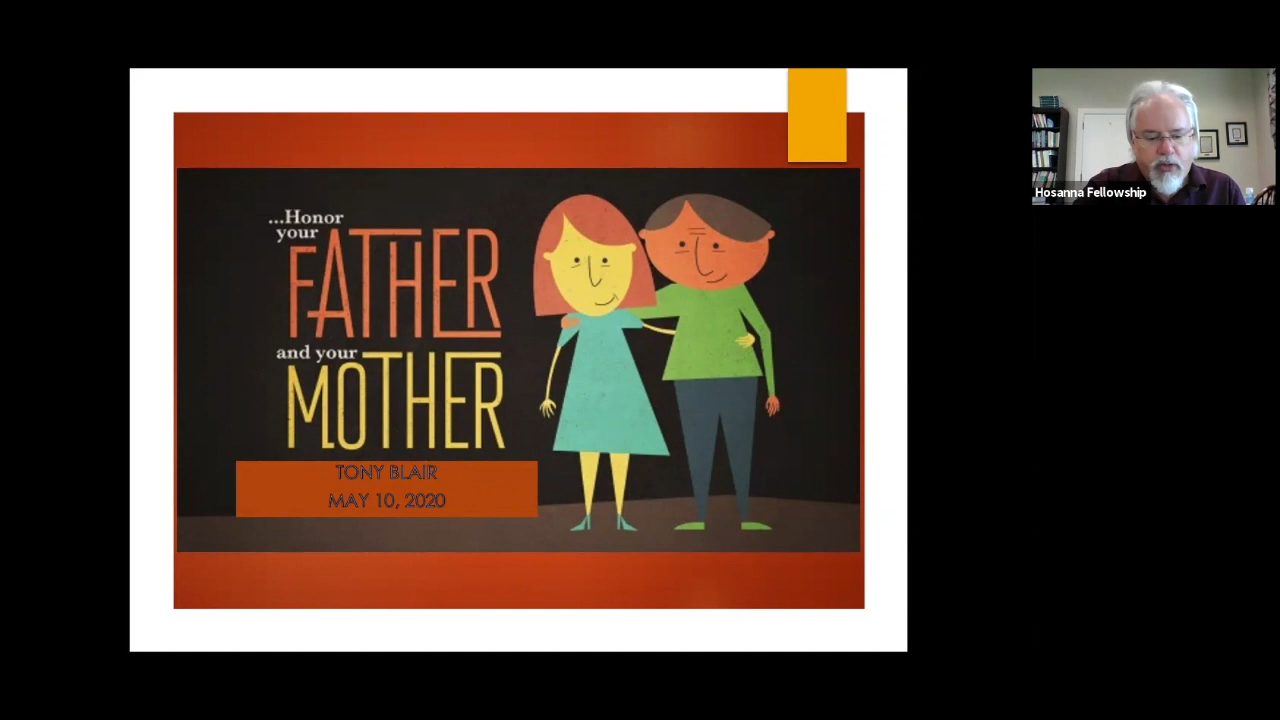 ...Honor
your
FATHER
and your
MOTHER
TONY BLAIR
MAY 10, 2020
Hosanna Fellowship